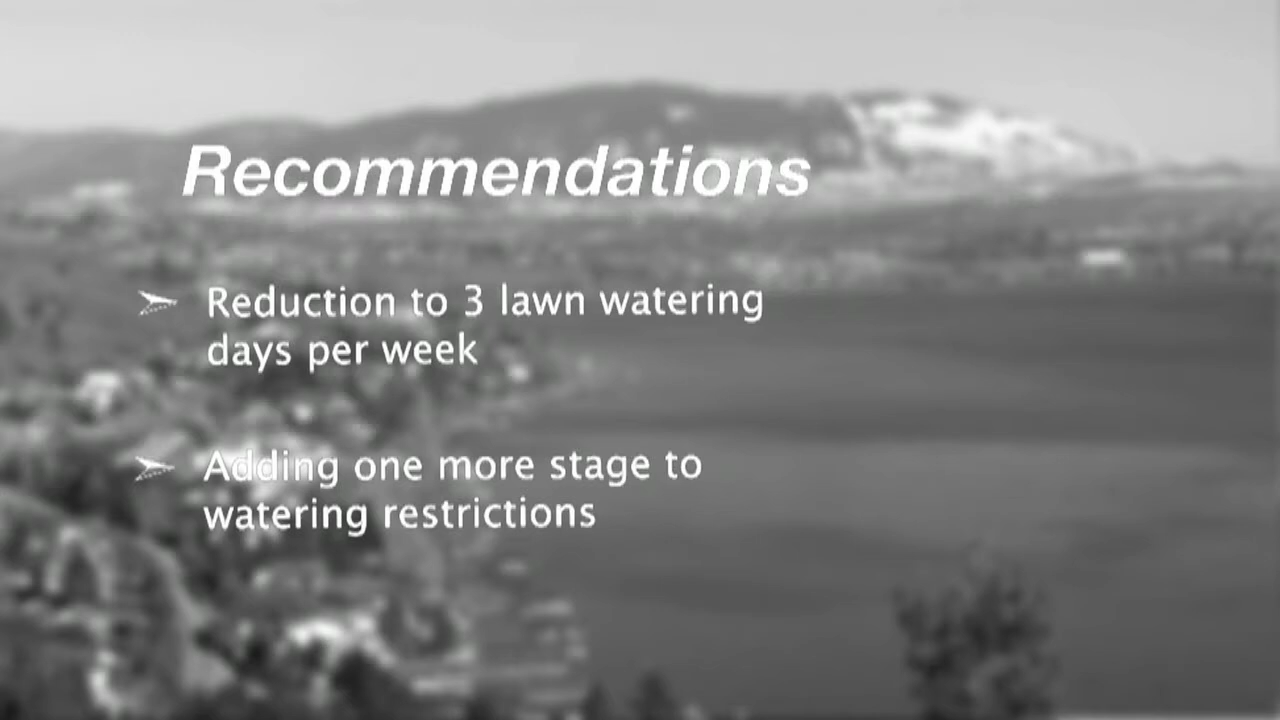 Recommendations
Reduction to 3 lawn watering
days per week
Adding one more stage to
watering restrictions